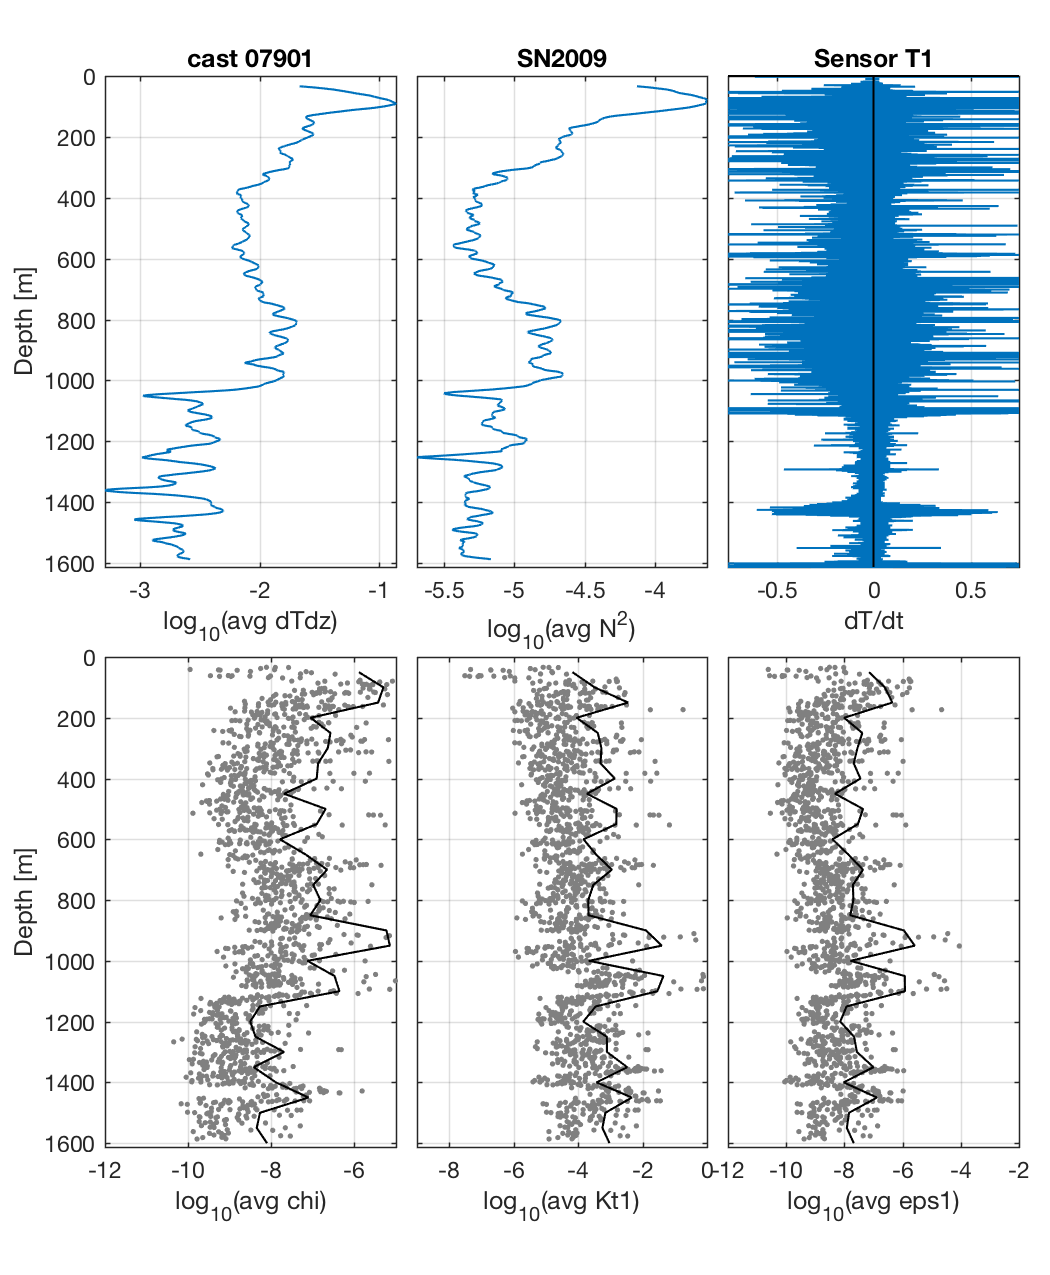 cast 07901 SN2009 Sensor T1
0
200
400
600
800
1000
1200
1400
1600
Depth [m]
-3 -2 -1
log10(avg dTdz)
-5.5 -5 -4.5 -4
log10(avg N2)
-0.5 0 0.5
dT/dt
0
200
400
600
800
1000
1200
1400
1600
Depth [m]
-12 -10 -8 -6
log10(avg chi)
-8 -6 -4 -2 0
log10(avg Kt1)
-12 -10 -8 -6 -4 -2
log10(avg eps1)